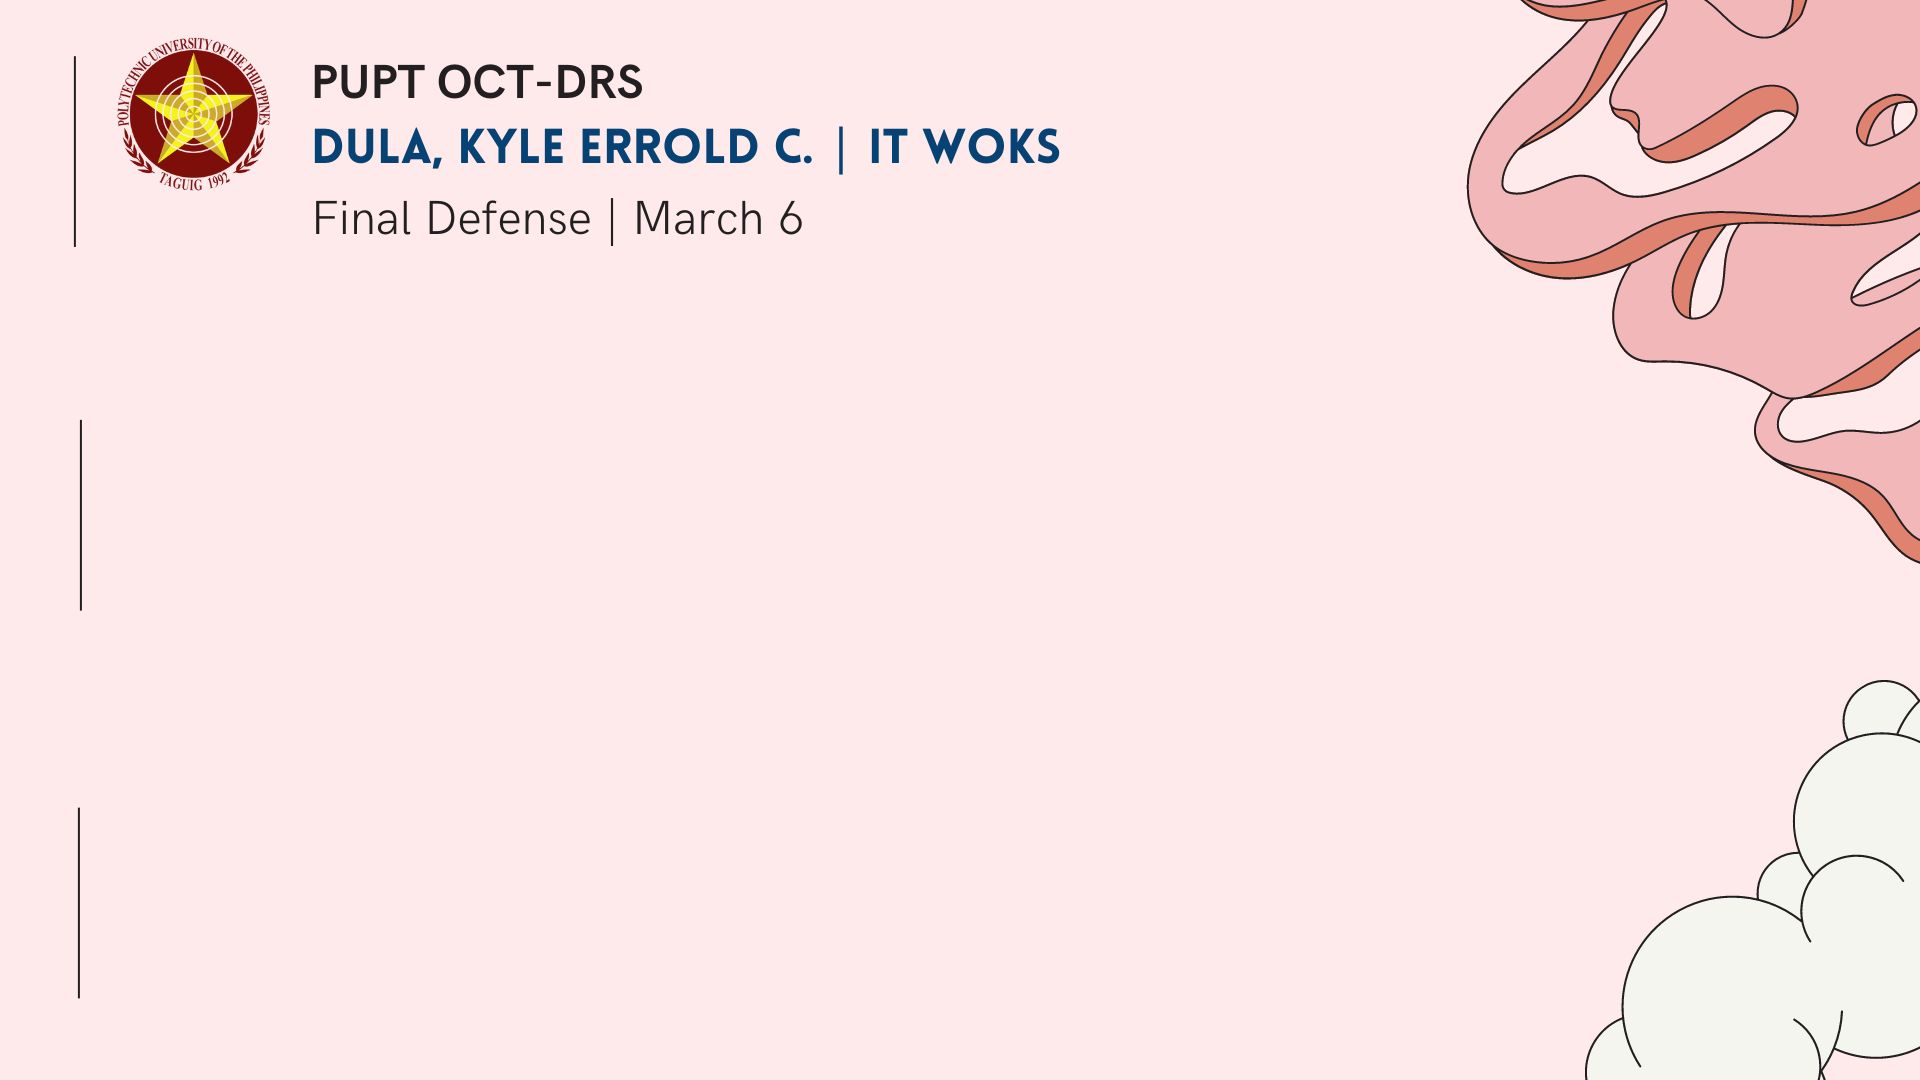 POLYTECHNIC UNIVERSITY OF THE PHILIPPINES
TAGUIG 1992
PUPT OCT-DRS
DULA, KYLE ERROLD C. | IT WOKS
Final Defense | March 6